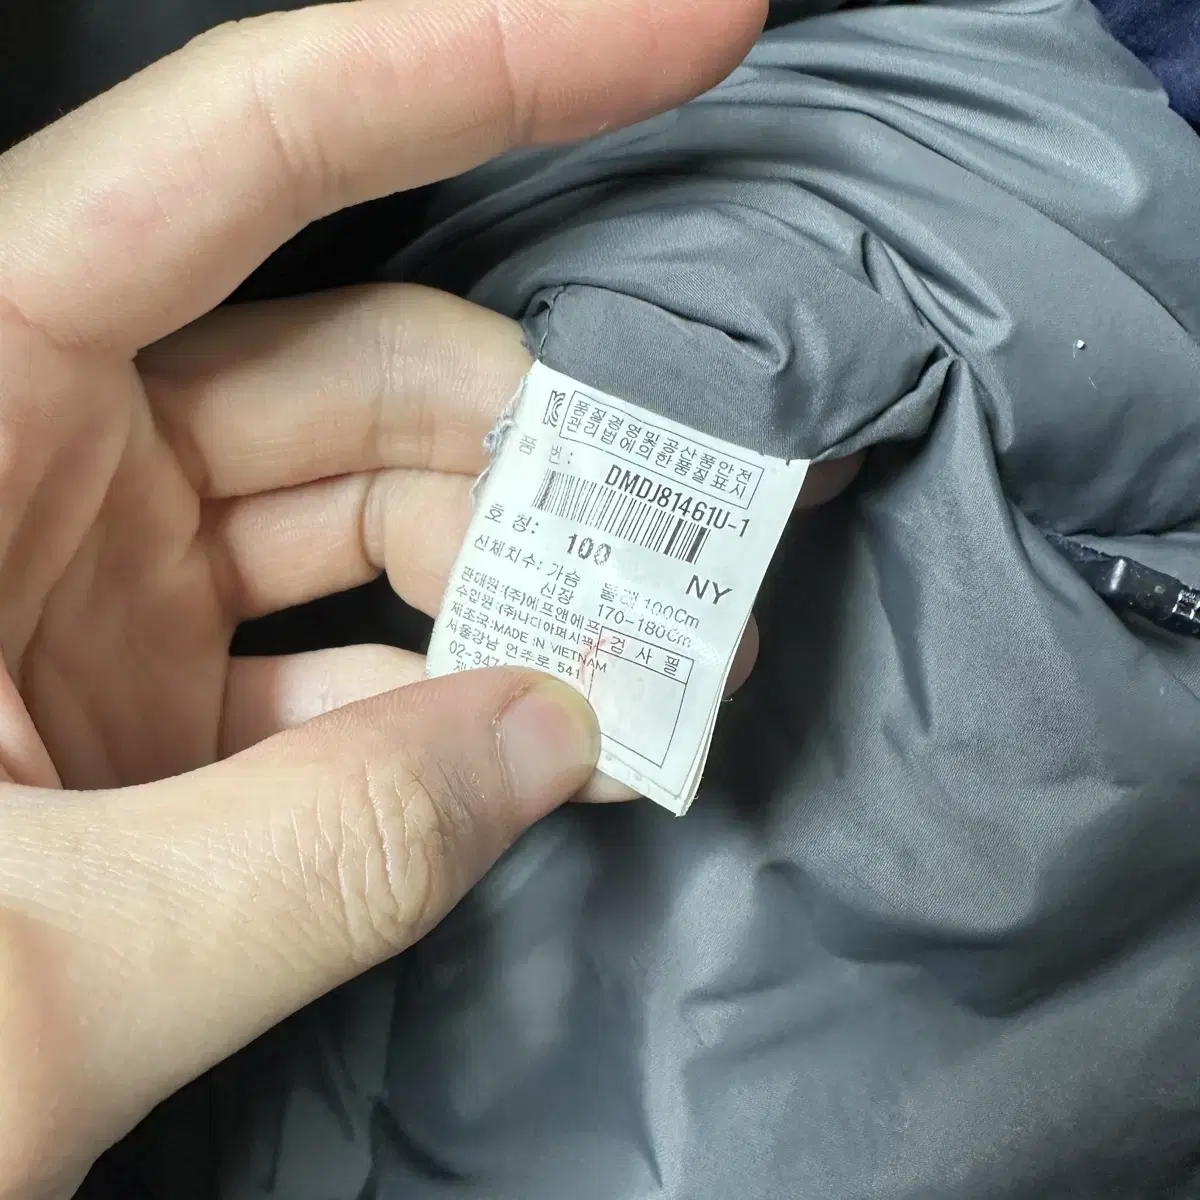 품질경영및공산품안전
관리법에의한품질표시
품 번: DMDJ81461U-1
호 칭: 100
NY
신체치수: 가슴 둘레 100Cm
신장 170-180Cm
판매원:(주)에프앤에프
수입원:(주)나디아퍼시픽
제조국:MADE IN VIETNAM
서울강남 언주로 541
02-347
검 사 필